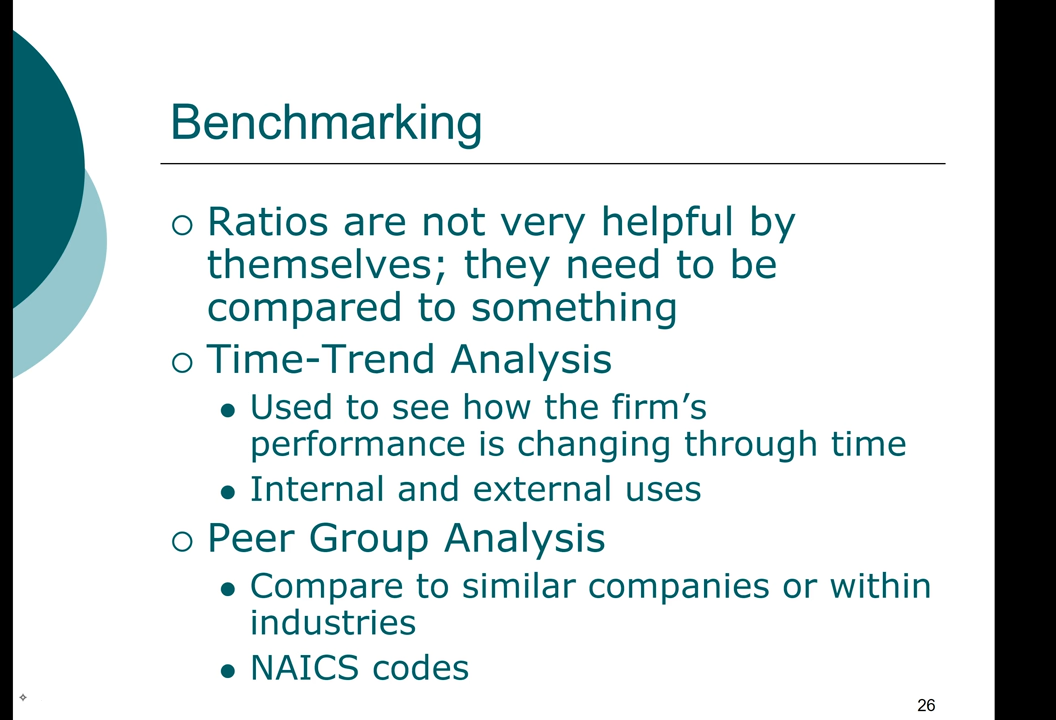 Benchmarking
Ratios are not very helpful by
themselves; they need to be
compared to something
Time-Trend Analysis
Used to see how the firm’s
performance is changing through time
Internal and external uses
Peer Group Analysis
Compare to similar companies or within
industries
NAICS codes
26